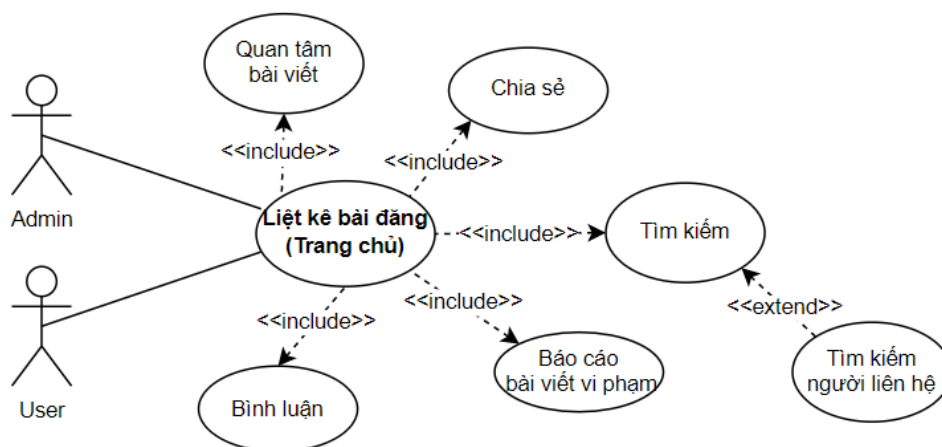 Quan tâm
bài viết
Chia sẻ
<<include>>
<<include>>
Admin
Liệt kê bài đăng
(Trang chủ)
<<include>>
Tìm kiếm
<<include>>
<<include>>
<<extend>>
Báo cáo
bài viết vi phạm
Tìm kiếm
người liên hệ
User
Bình luận